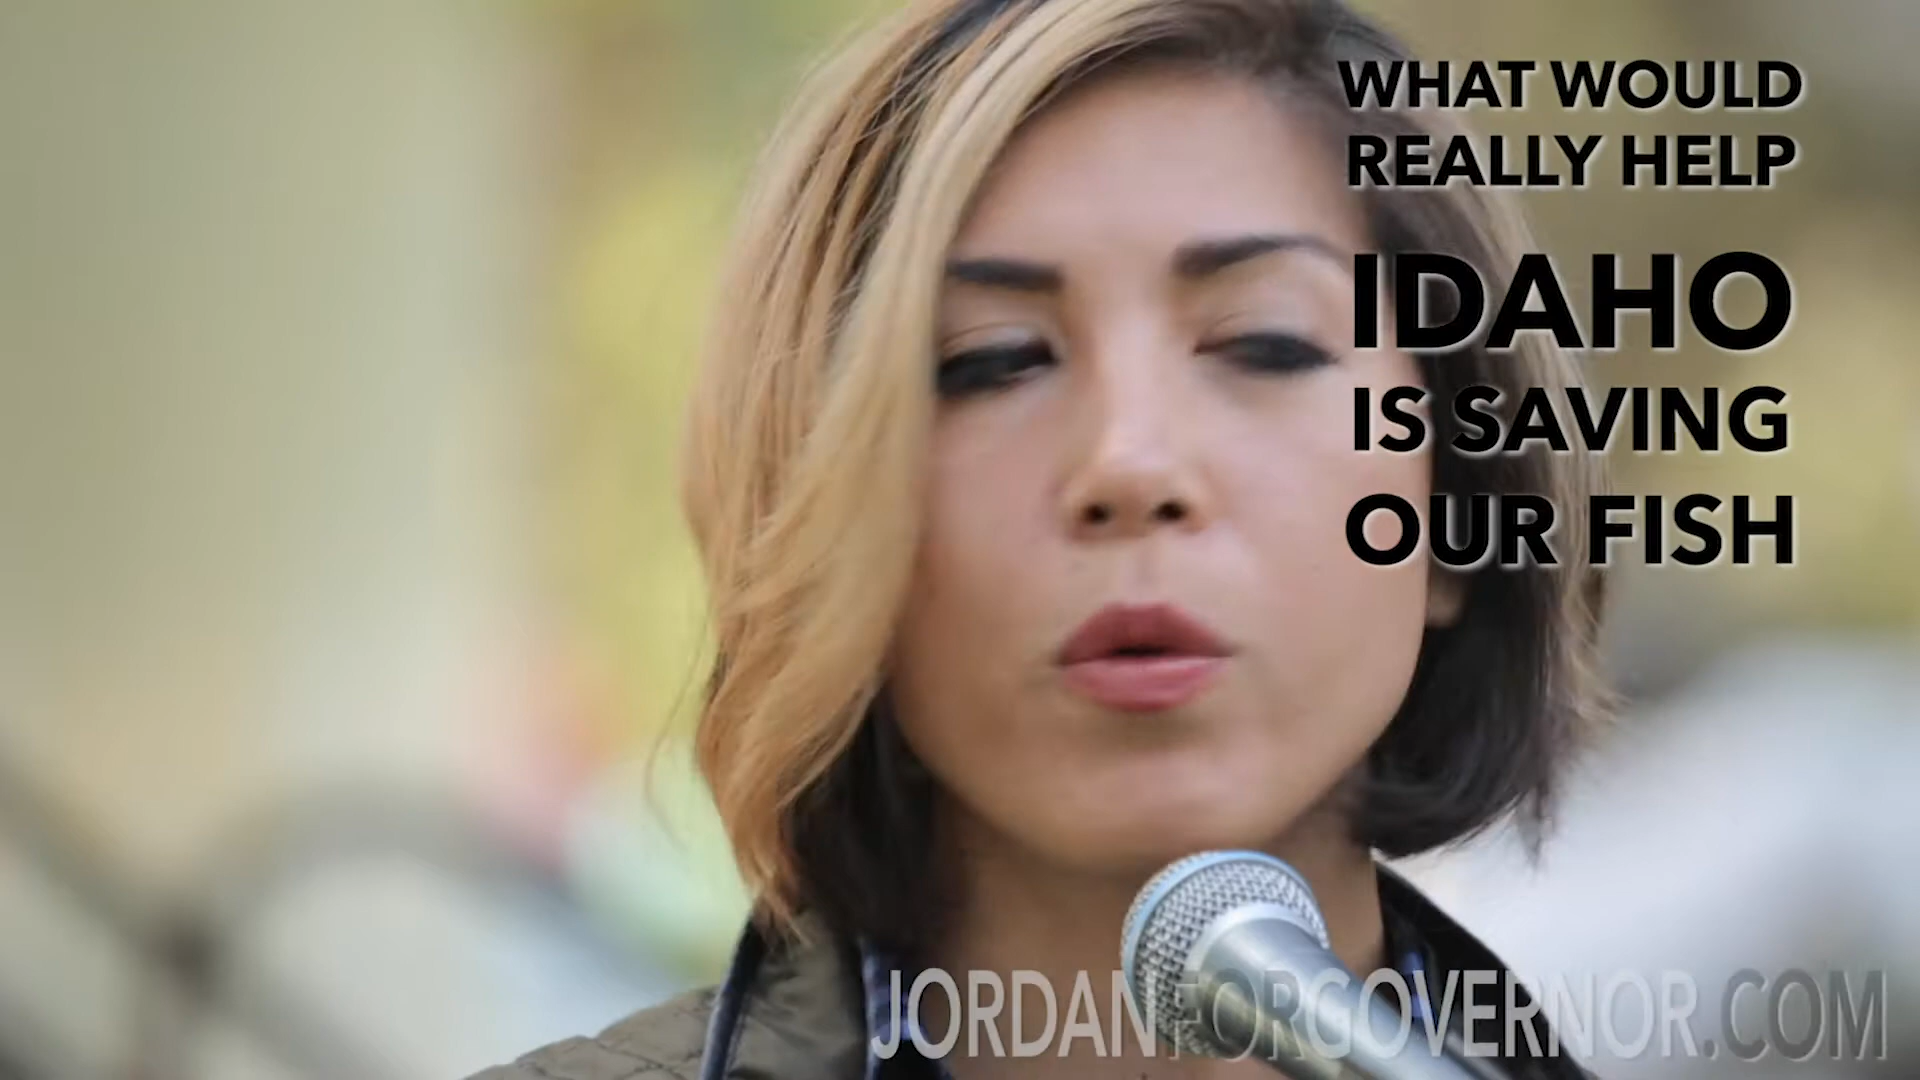 WHAT WOULD
REALLY HELP
IDAHO
IS SAVING
OUR FISH
JORDANFORGOVERNOR.COM